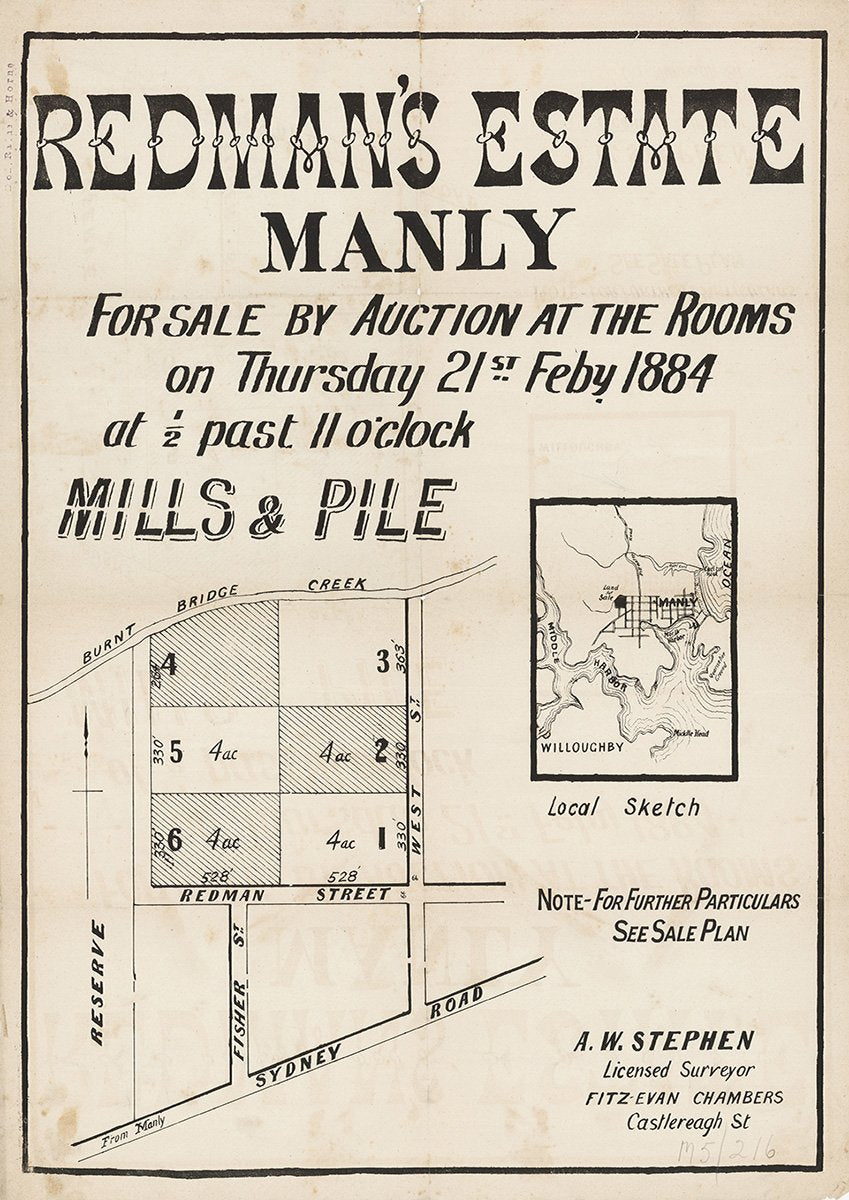 REDMAN'S ESTATE
MANLY
FOR SALE BY AUCTION AT THE ROOMS
on Thursday 21ST Feby 1884
at 1/2 past 11 o'clock
MILLS & PILE
BURNT BRIDGE CREEK
4
3 363'
330' 5 4ac
4ac 2 330'
330' 6 4ac
4ac 1 330'
528' 528'
WEST ST
REDMAN STREET
RESERVE
FISHER ST
SYDNEY ROAD
From Manly
OCEAN
Land for Sale
MANLY
MIDDLE HARBOR
Middle Head
WILLOUGHBY
Local Sketch
NOTE-FOR FURTHER PARTICULARS
SEE SALE PLAN
A. W. STEPHEN
Licensed Surveyor
FITZ-EVAN CHAMBERS
Castlereagh St
M5/216